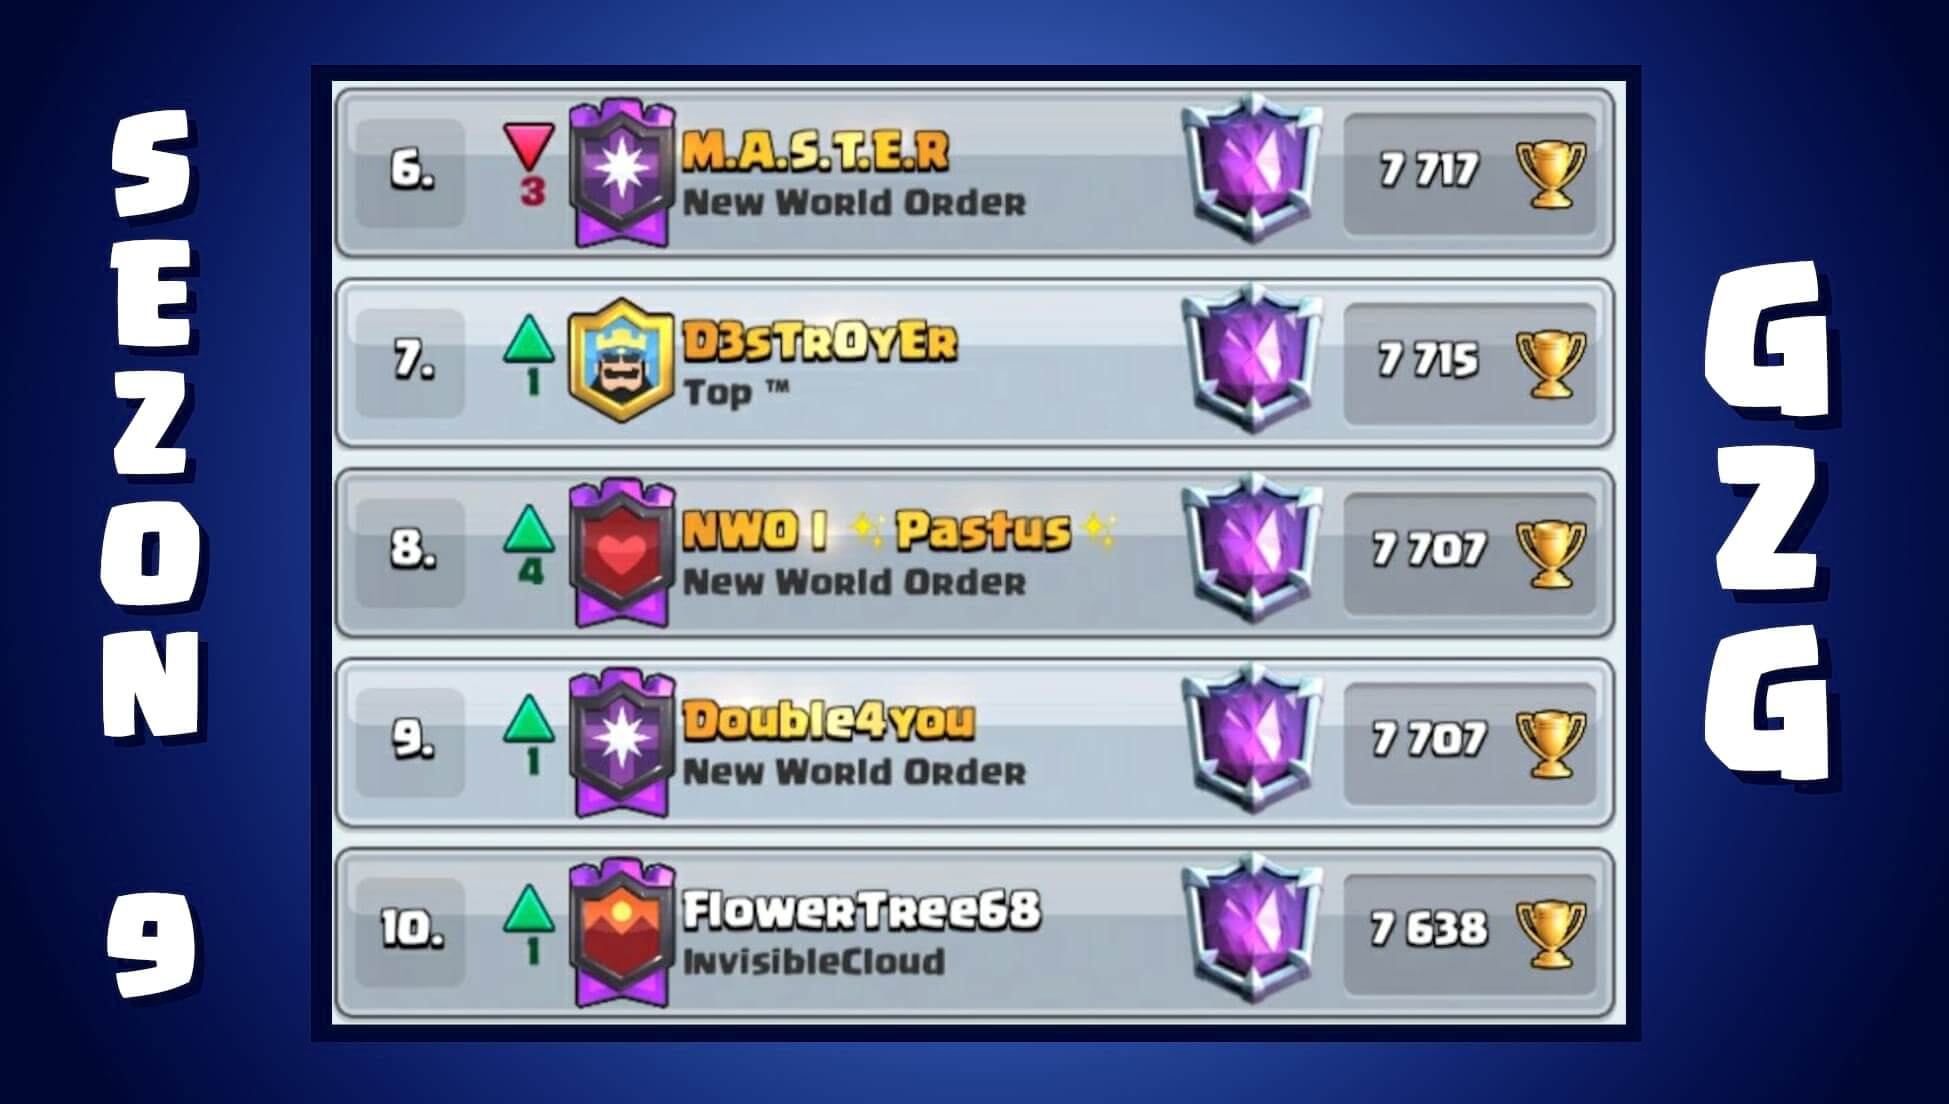 SEZON
9
6.
3
M.A.S.T.E.R
New World Order
7 717
7.
1
D3sTrOyEr
Top ™
7 715
8.
4
NWO | ✨Pastus✨
New World Order
7 707
9.
1
Double4you
New World Order
7 707
10.
1
FlowerTree68
InvisibleCloud
7 638
GZG